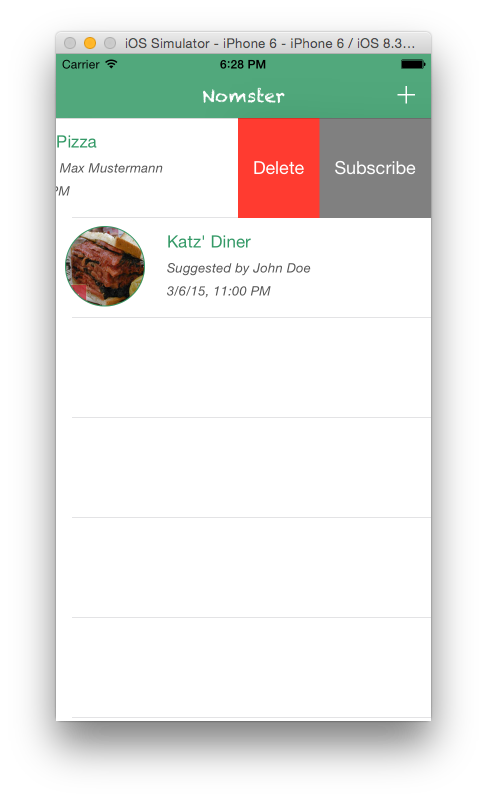 iOS Simulator - iPhone 6 - iPhone 6 / iOS 8.3...
Carrier 6:28 PM
Nomster +
Pizza
Max Mustermann
PM
Delete Subscribe
Katz' Diner
Suggested by John Doe
3/6/15, 11:00 PM